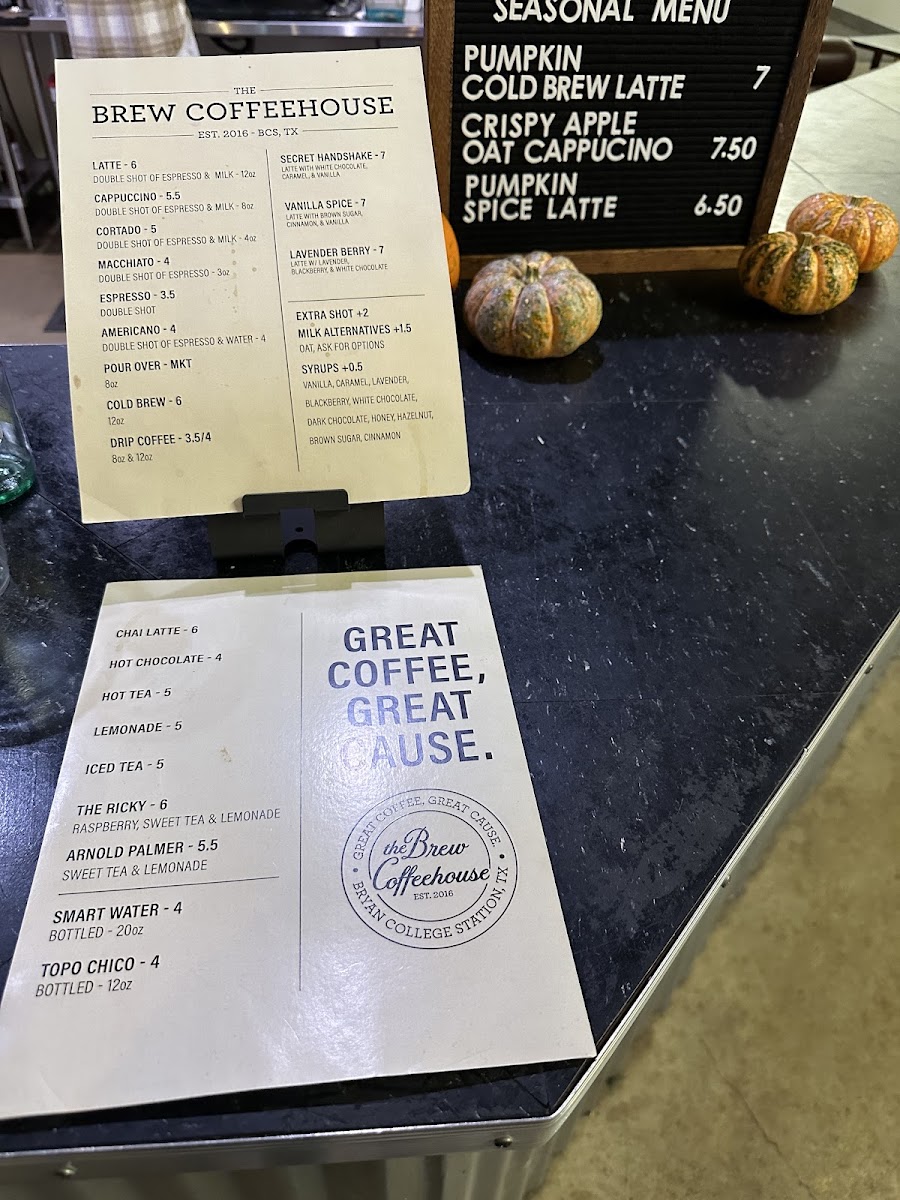 THE
BREW COFFEEHOUSE
EST. 2016 - BCS, TX
LATTE - 6
DOUBLE SHOT OF ESPRESSO & MILK - 12oz
CAPPUCCINO - 5.5
DOUBLE SHOT OF ESPRESSO & MILK - 8oz
CORTADO - 5
DOUBLE SHOT OF ESPRESSO & MILK - 4oz
MACCHIATO - 4
DOUBLE SHOT OF ESPRESSO - 3oz
ESPRESSO - 3.5
DOUBLE SHOT
AMERICANO - 4
DOUBLE SHOT OF ESPRESSO & WATER - 4
POUR OVER - MKT
8oz
COLD BREW - 6
12oz
DRIP COFFEE - 3.5/4
8oz & 12oz
SECRET HANDSHAKE - 7
LATTE WITH WHITE CHOCOLATE,
CARAMEL, & VANILLA
VANILLA SPICE - 7
LATTE WITH BROWN SUGAR,
CINNAMON, & VANILLA
LAVENDER BERRY - 7
LATTE W/ LAVENDER,
BLACKBERRY, & WHITE CHOCOLATE
EXTRA SHOT +2
MILK ALTERNATIVES +1.5
OAT, ASK FOR OPTIONS
SYRUPS +0.5
VANILLA, CARAMEL, LAVENDER,
BLACKBERRY, WHITE CHOCOLATE,
DARK CHOCOLATE, HONEY, HAZELNUT,
BROWN SUGAR, CINNAMON
SEASONAL MENU
PUMPKIN
COLD BREW LATTE 7
CRISPY APPLE
OAT CAPPUCINO 7.50
PUMPKIN
SPICE LATTE 6.50
CHAI LATTE - 6
HOT CHOCOLATE - 4
HOT TEA - 5
LEMONADE - 5
ICED TEA - 5
THE RICKY - 6
RASPBERRY, SWEET TEA & LEMONADE
ARNOLD PALMER - 5.5
SWEET TEA & LEMONADE
SMART WATER - 4
BOTTLED - 20oz
TOPO CHICO - 4
BOTTLED - 12oz
GREAT
COFFEE,
GREAT
CAUSE.
GREAT COFFEE, GREAT CAUSE.
the Brew
Coffeehouse
EST. 2016
• BRYAN COLLEGE STATION, TX •